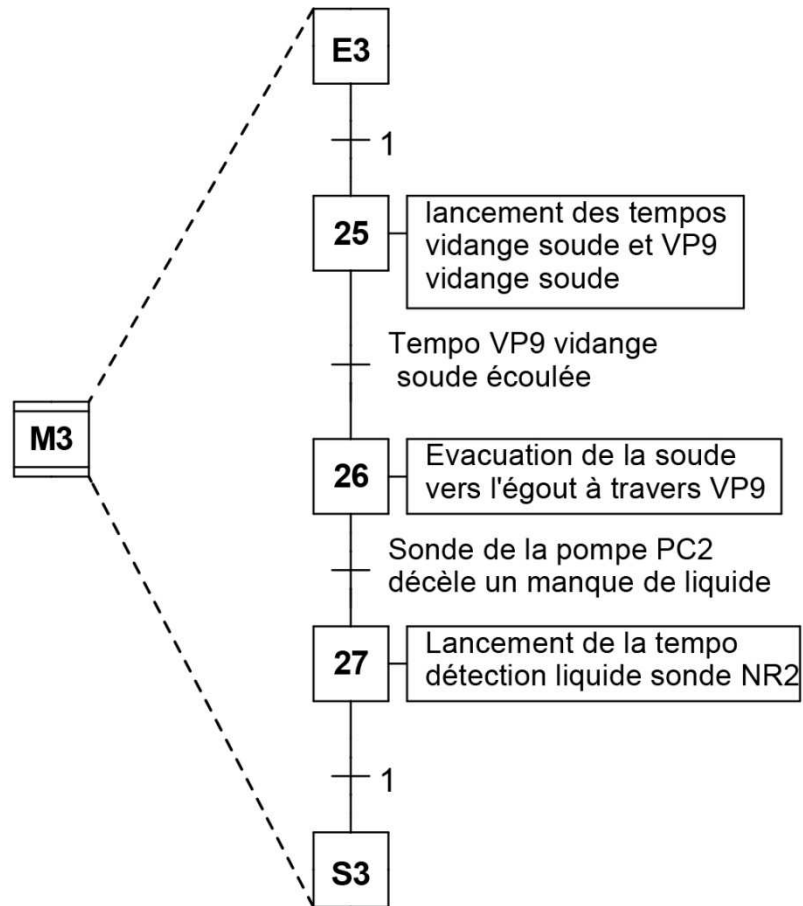 E3
1
25
lancement des tempos
vidange soude et VP9
vidange soude
Tempo VP9 vidange
soude écoulée
M3
26
Evacuation de la soude
vers l'égout à travers VP9
Sonde de la pompe PC2
décèle un manque de liquide
27
Lancement de la tempo
détection liquide sonde NR2
1
S3